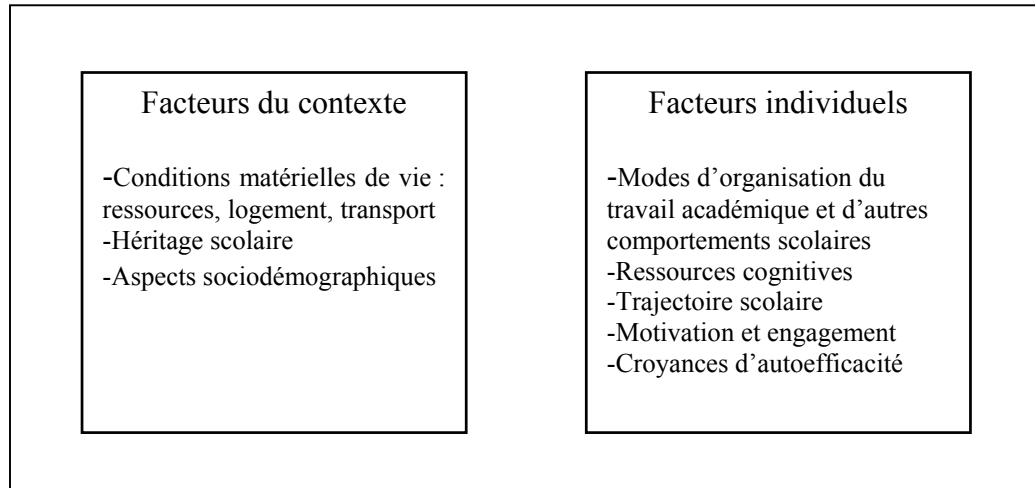 Facteurs du contexte
-Conditions matérielles de vie :
ressources, logement, transport
-Héritage scolaire
-Aspects sociodémographiques
Facteurs individuels
-Modes d’organisation du
travail académique et d’autres
comportements scolaires
-Ressources cognitives
-Trajectoire scolaire
-Motivation et engagement
-Croyances d’autoefficacité